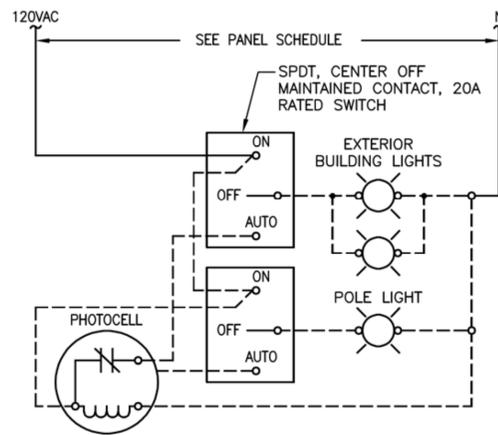 120VAC
N
SEE PANEL SCHEDULE
SPDT, CENTER OFF
MAINTAINED CONTACT, 20A
RATED SWITCH
ON
EXTERIOR
BUILDING LIGHTS
OFF
AUTO
ON
POLE LIGHT
PHOTOCELL
OFF
AUTO